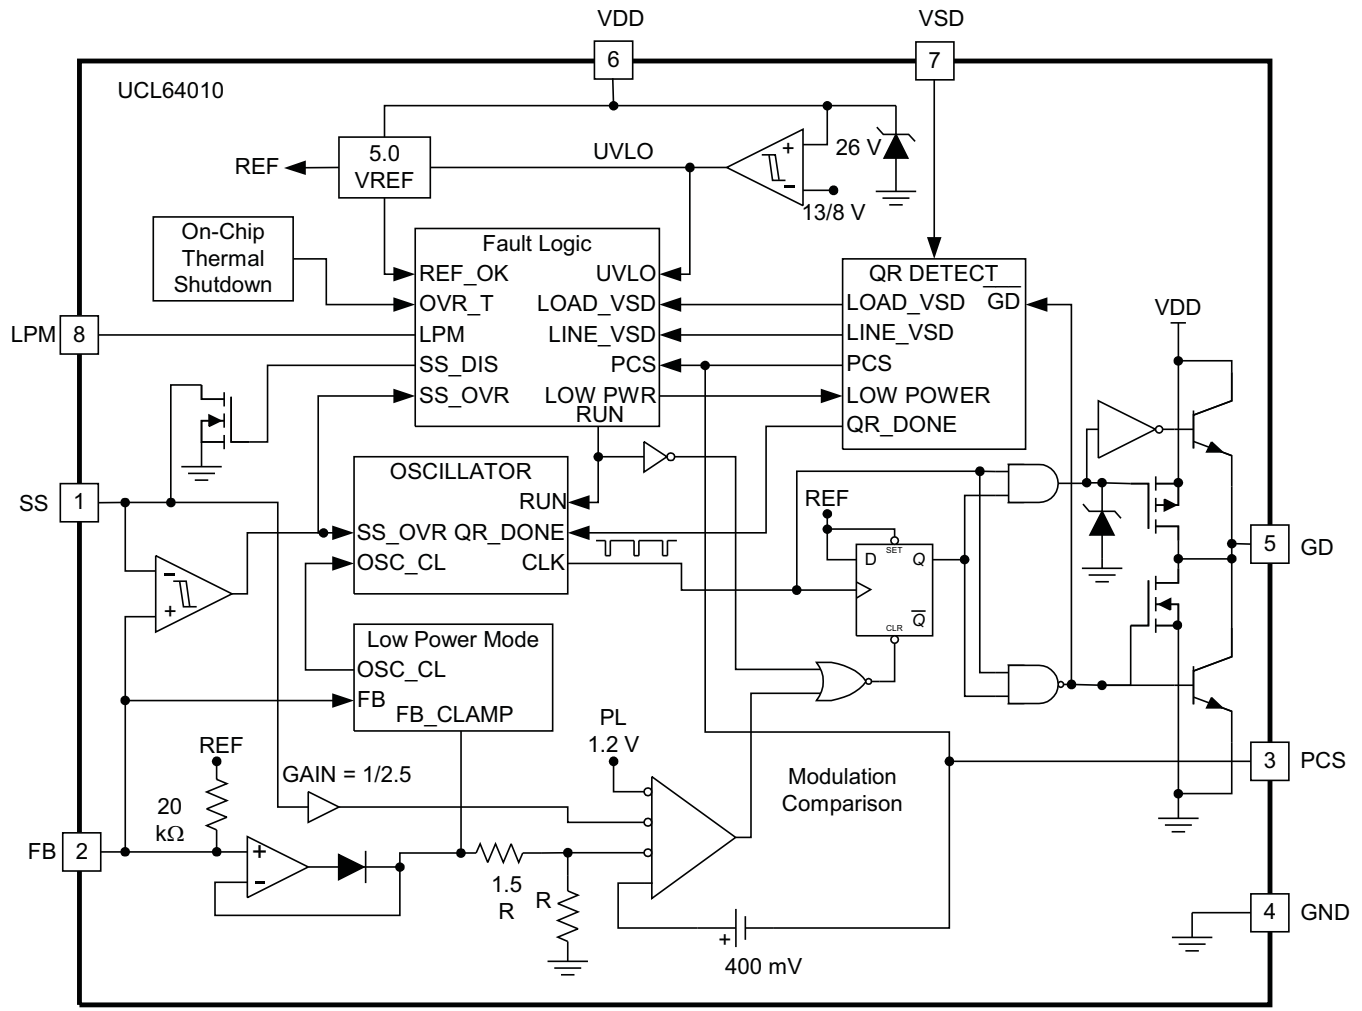 VDD
VSD
6
7
UCL64010
REF
5.0
VREF
UVLO
+
−
26 V
13/8 V
On-Chip
Thermal
Shutdown
Fault Logic
REF_OK
UVLO
OVR_T
LOAD_VSD
LPM
LINE_VSD
SS_DIS
PCS
SS_OVR
LOW PWR
RUN
QR DETECT
LOAD_VSD
GD
LINE_VSD
PCS
LOW POWER
QR_DONE
VDD
LPM
8
SS
1
OSCILLATOR
RUN
SS_OVR
QR_DONE
OSC_CL
CLK
REF
SET
D
Q
Q
CLR
5
GD
−
+
Low Power Mode
OSC_CL
FB
FB_CLAMP
REF
GAIN = 1/2.5
PL
1.2 V
Modulation
Comparison
3
PCS
20
kΩ
FB
2
+
−
1.5
R
R
+
400 mV
4
GND